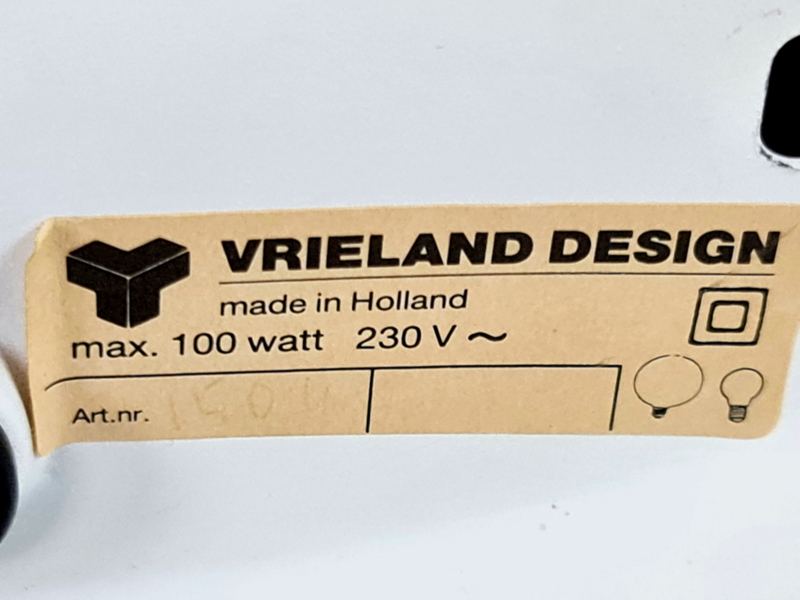 VRIELAND DESIGN
made in Holland
max. 100 watt 230 V ~
Art.nr.